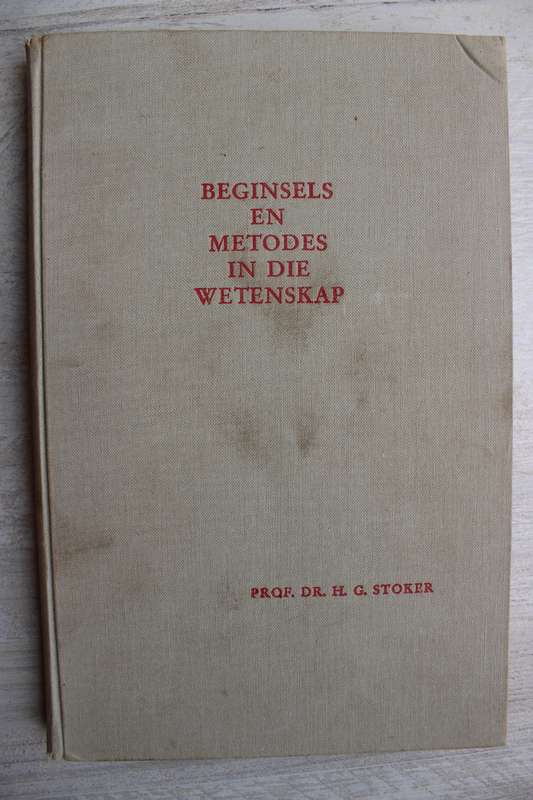 BEGINSELS
EN
METODES
IN DIE
WETENSKAP
PROF. DR. H. G. STOKER